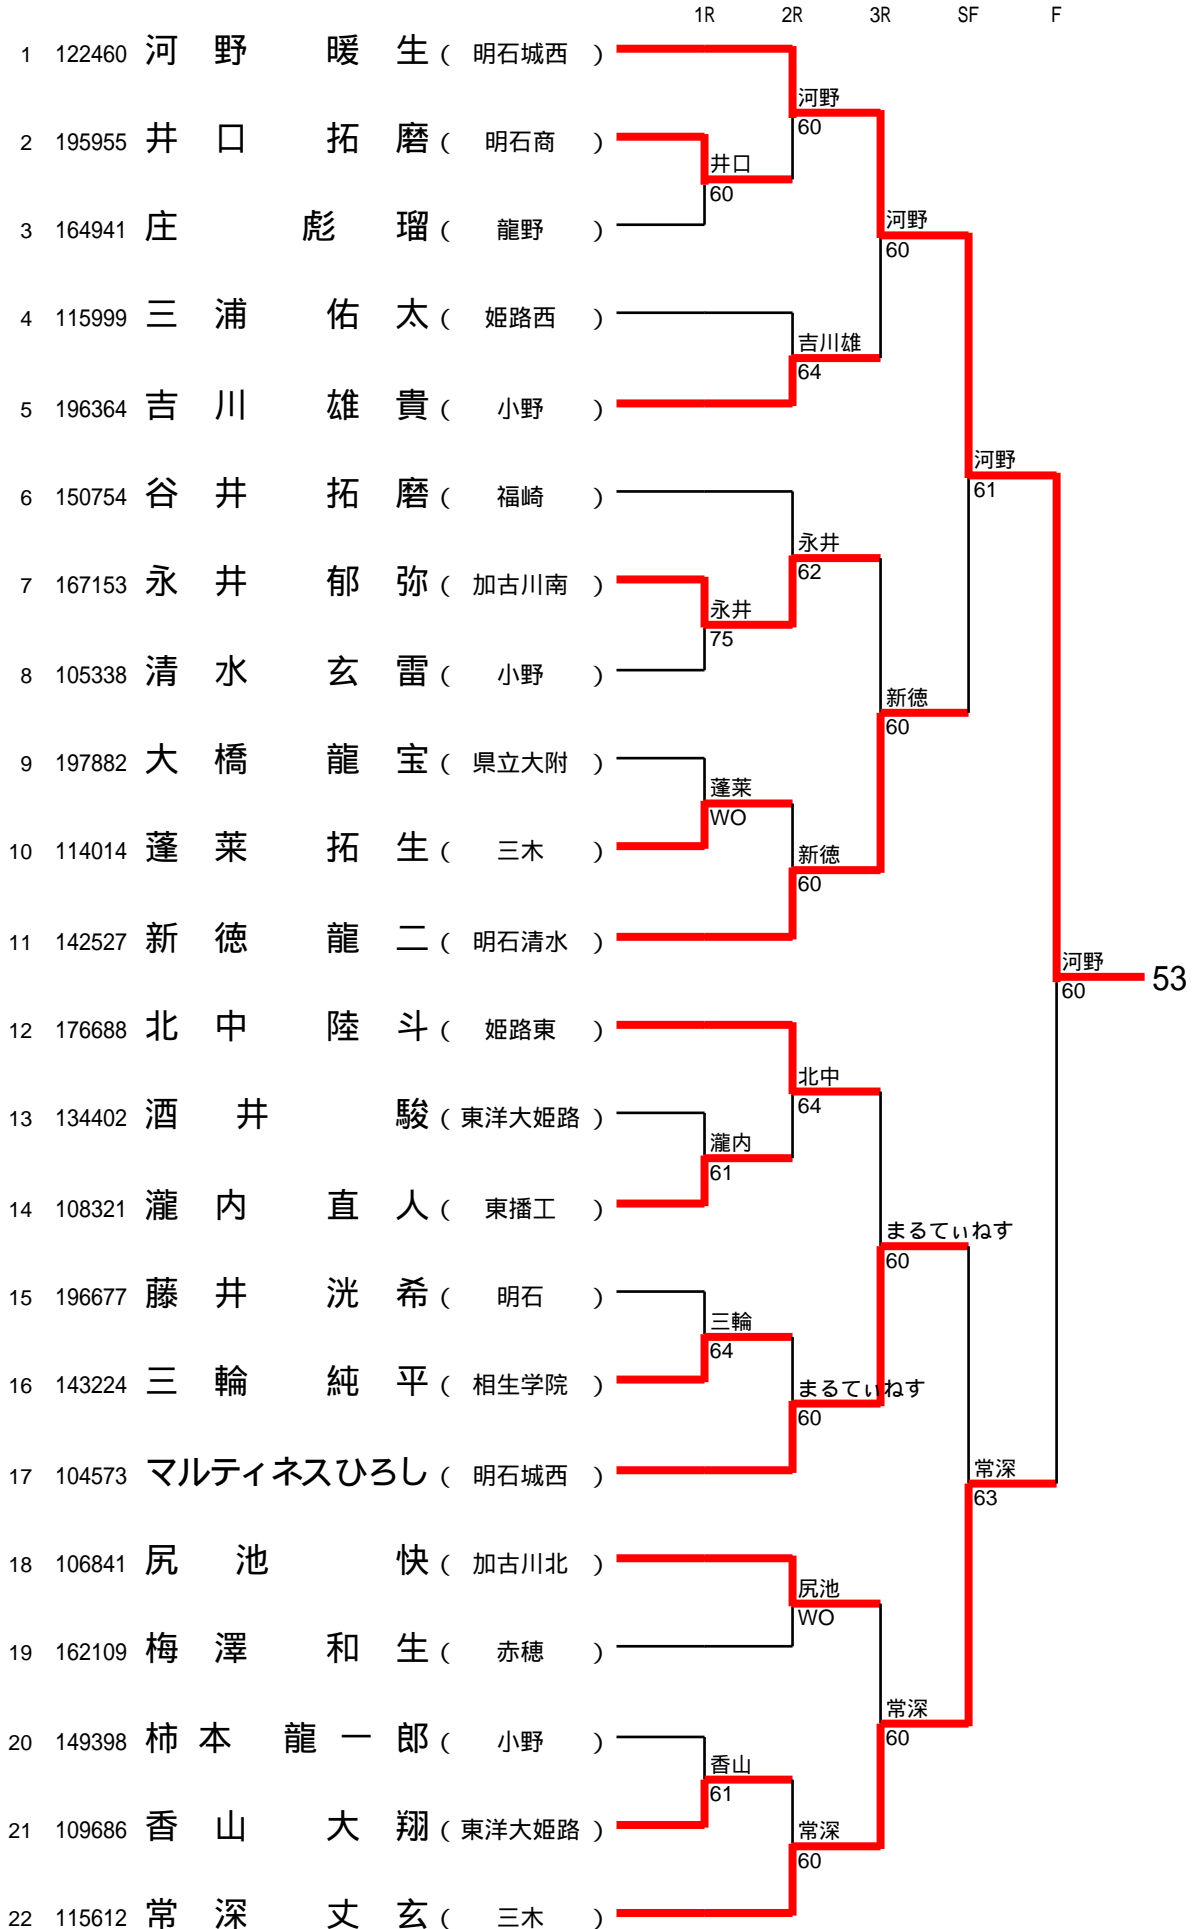 1R 2R 3R SF F
1 122460 河野 暖生 ( 明石城西 )
河野
60
2 195955 井口 拓磨 ( 明石商 )
井口
60
3 164941 庄 彪瑠 ( 龍野 )
河野
60
4 115999 三浦 佑太 ( 姫路西 )
吉川雄
64
5 196364 吉川 雄貴 ( 小野 )
河野
61
6 150754 谷井 拓磨 ( 福崎 )
永井
62
7 167153 永井 郁弥 ( 加古川南 )
永井
75
8 105338 清水 玄雷 ( 小野 )
新徳
60
9 197882 大橋 龍宝 ( 県立大附 )
蓬莱
WO
10 114014 蓬莱 拓生 ( 三木 )
新徳
60
11 142527 新徳 龍二 ( 明石清水 )
河野
60
53
12 176688 北中 陸斗 ( 姫路東 )
北中
64
13 134402 酒井 駿 ( 東洋大姫路 )
瀧内
61
14 108321 瀧内 直人 ( 東播工 )
まるてぃねす
60
15 196677 藤井 洸希 ( 明石 )
三輪
64
16 143224 三輪 純平 ( 相生学院 )
まるてぃねす
60
17 104573 マルティネスひろし ( 明石城西 )
常深
63
18 106841 尻池 快 ( 加古川北 )
尻池
WO
19 162109 梅澤 和生 ( 赤穂 )
常深
60
20 149398 柿本 龍一郎 ( 小野 )
香山
61
21 109686 香山 大翔 ( 東洋大姫路 )
常深
60
22 115612 常深 丈玄 ( 三木 )